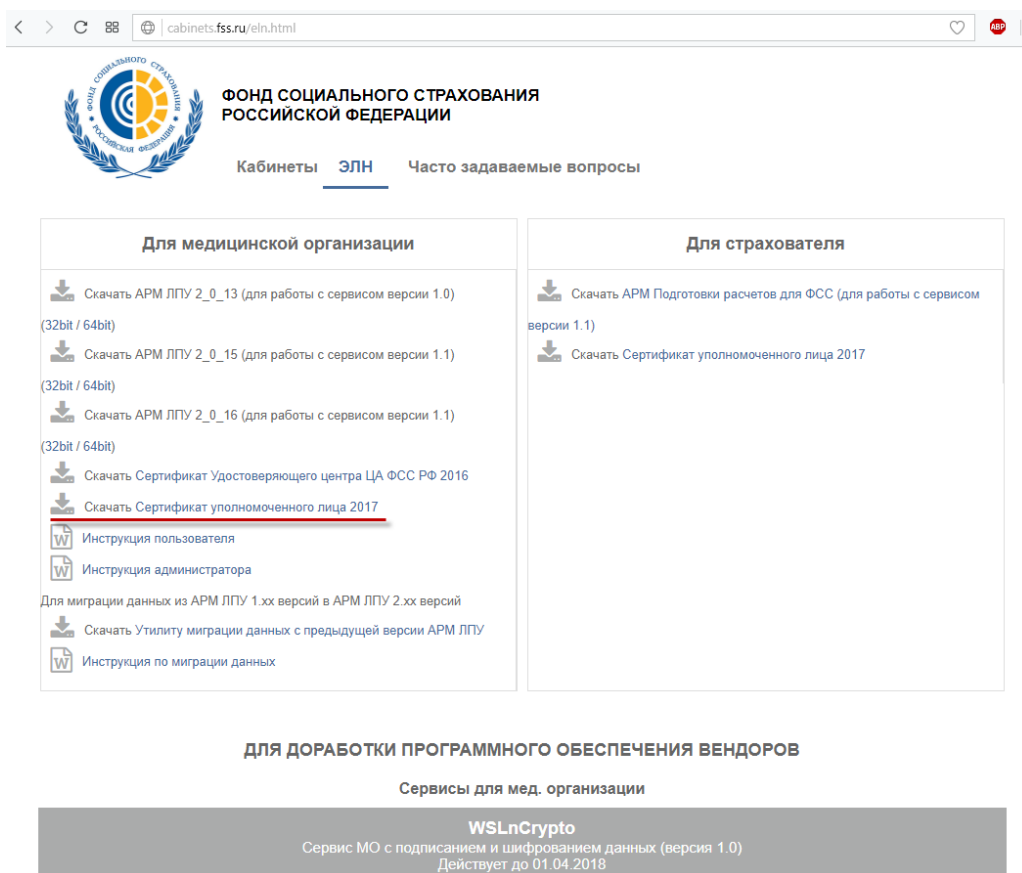 cabinets.fss.ru/eln.html
ABP
ФОНД СОЦИАЛЬНОГО СТРАХОВАНИЯ
РОССИЙСКАЯ ФЕДЕРАЦИЯ
ФОНД СОЦИАЛЬНОГО СТРАХОВАНИЯ
РОССИЙСКОЙ ФЕДЕРАЦИИ
Кабинеты ЭЛН Часто задаваемые вопросы
Для медицинской организации
Скачать АРМ ЛПУ 2_0_13 (для работы с сервисом версии 1.0)
(32bit / 64bit)
Скачать АРМ ЛПУ 2_0_15 (для работы с сервисом версии 1.1)
(32bit / 64bit)
Скачать АРМ ЛПУ 2_0_16 (для работы с сервисом версии 1.1)
(32bit / 64bit)
Скачать Сертификат Удостоверяющего центра ЦА ФСС РФ 2016
Скачать Сертификат уполномоченного лица 2017
W Инструкция пользователя
W Инструкция администратора
Для миграции данных из АРМ ЛПУ 1.хх версий в АРМ ЛПУ 2.хх версий
Скачать Утилиту миграции данных с предыдущей версии АРМ ЛПУ
W Инструкция по миграции данных
Для страхователя
Скачать АРМ Подготовки расчетов для ФСС (для работы с сервисом
версии 1.1)
Скачать Сертификат уполномоченного лица 2017
ДЛЯ ДОРАБОТКИ ПРОГРАММНОГО ОБЕСПЕЧЕНИЯ ВЕНДОРОВ
Сервисы для мед. организации
WSLnCrypto
Сервис МО с подписанием и шифрованием данных (версия 1.0)
Действует до 01.04.2018